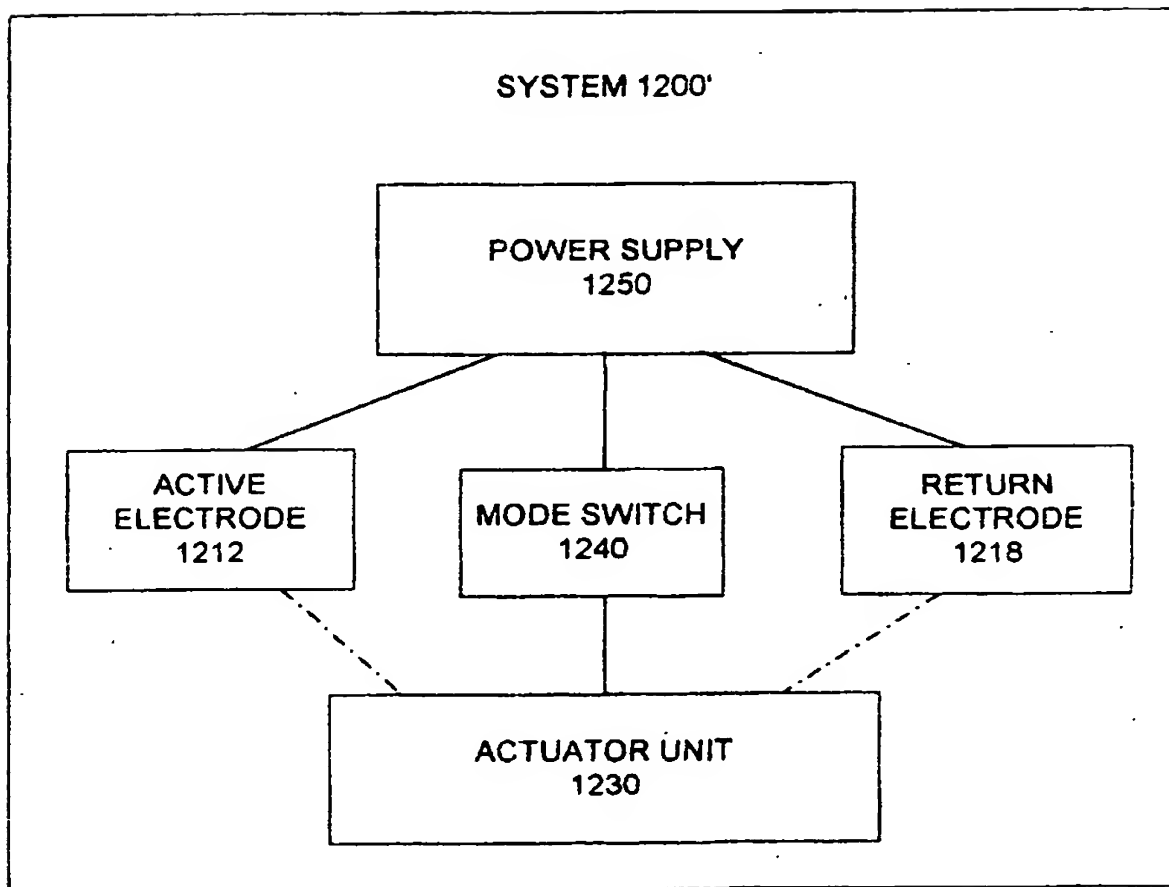 SYSTEM 1200'
POWER SUPPLY
1250
ACTIVE
ELECTRODE
1212
MODE SWITCH
1240
RETURN
ELECTRODE
1218
ACTUATOR UNIT
1230